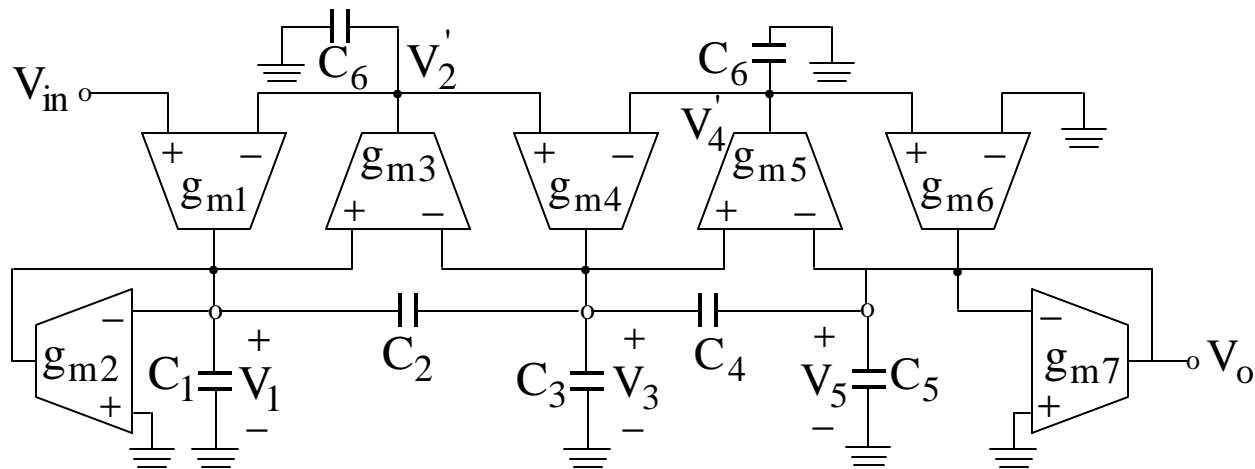 C6 V2'
C6
Vin
V4'
+ − gm1
gm3 + −
+ − gm4
gm5 + −
+ − gm6
− gm2 +
C1 + V1 −
C2
C3 + V3 −
C4
+ V5 − C5
− gm7 +
Vo